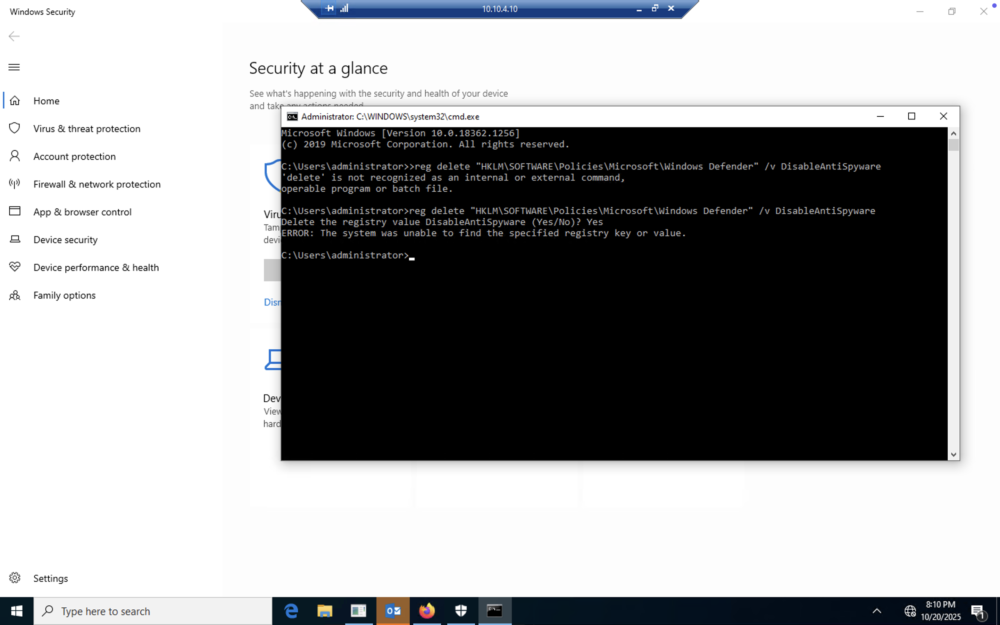 Windows Security
10.10.4.10
Home
Virus & threat protection
Account protection
Firewall & network protection
App & browser control
Device security
Device performance & health
Family options
Settings
Security at a glance
See what's happening with the security and health of your device
and take any actions needed.
Viru
Tam
devi
Disn
Dev
View
hard
Administrator: C:\WINDOWS\system32\cmd.exe
Microsoft Windows [Version 10.0.18362.1256]
(c) 2019 Microsoft Corporation. All rights reserved.
C:\Users\administrator>>reg delete "HKLM\SOFTWARE\Policies\Microsoft\Windows Defender" /v DisableAntiSpyware
'delete' is not recognized as an internal or external command,
operable program or batch file.
C:\Users\administrator>reg delete "HKLM\SOFTWARE\Policies\Microsoft\Windows Defender" /v DisableAntiSpyware
Delete the registry value DisableAntiSpyware (Yes/No)? Yes
ERROR: The system was unable to find the specified registry key or value.
C:\Users\administrator>
Type here to search
8:10 PM
10/20/2025
1